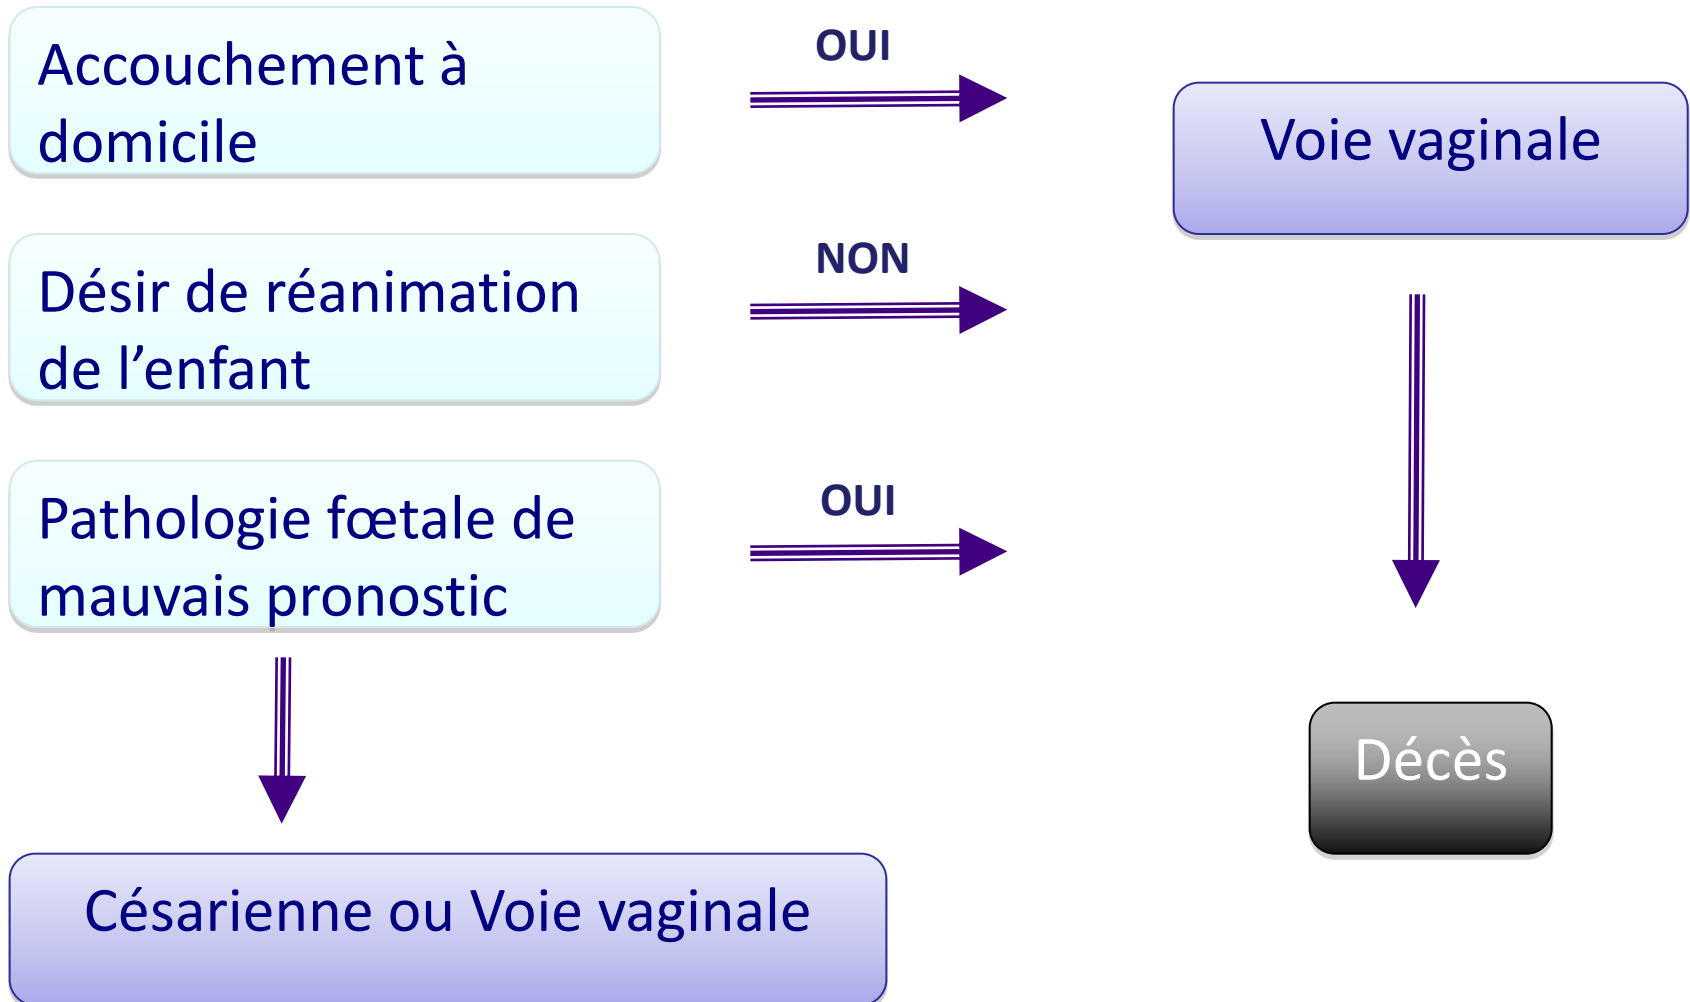 Accouchement à
domicile
OUI
Voie vaginale
Désir de réanimation
de l’enfant
NON
Pathologie fœtale de
mauvais pronostic
OUI
Décès
Césarienne ou Voie vaginale